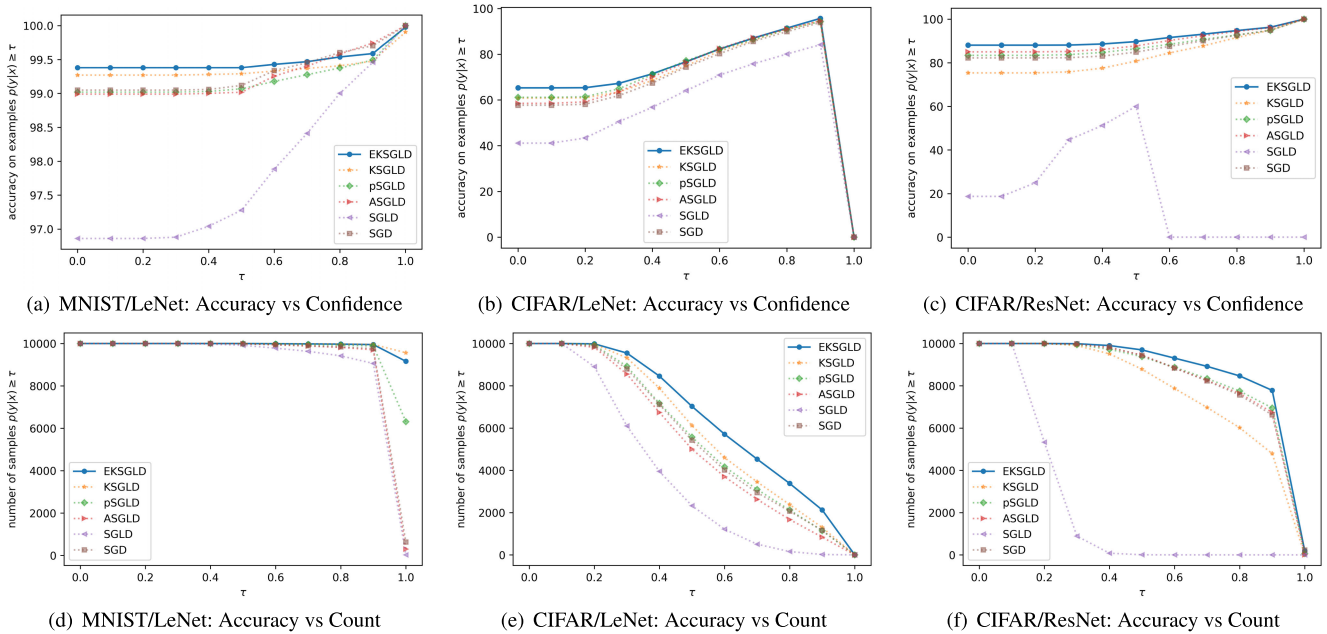 accuracy on examples p(y|x) ≥ τ
100.0
99.5
99.0
98.5
98.0
97.5
97.0
EKSGLD
KSGLD
pSGLD
ASGLD
SGLD
SGD
0.0 0.2 0.4 0.6 0.8 1.0
τ
(a) MNIST/LeNet: Accuracy vs Confidence
accuracy on examples p(y|x) ≥ τ
100
80
60
40
20
0
EKSGLD
KSGLD
pSGLD
ASGLD
SGLD
SGD
0.0 0.2 0.4 0.6 0.8 1.0
τ
(b) CIFAR/LeNet: Accuracy vs Confidence
accuracy on examples p(y|x) ≥ τ
100
80
60
40
20
0
EKSGLD
KSGLD
pSGLD
ASGLD
SGLD
SGD
0.0 0.2 0.4 0.6 0.8 1.0
τ
(c) CIFAR/ResNet: Accuracy vs Confidence
number of samples p(y|x) ≥ τ
10000
8000
6000
4000
2000
0
EKSGLD
KSGLD
pSGLD
ASGLD
SGLD
SGD
0.0 0.2 0.4 0.6 0.8 1.0
τ
(d) MNIST/LeNet: Accuracy vs Count
number of samples p(y|x) ≥ τ
10000
8000
6000
4000
2000
0
EKSGLD
KSGLD
pSGLD
ASGLD
SGLD
SGD
0.0 0.2 0.4 0.6 0.8 1.0
τ
(e) CIFAR/LeNet: Accuracy vs Count
number of samples p(y|x) ≥ τ
10000
8000
6000
4000
2000
0
EKSGLD
KSGLD
pSGLD
ASGLD
SGLD
SGD
0.0 0.2 0.4 0.6 0.8 1.0
τ
(f) CIFAR/ResNet: Accuracy vs Count